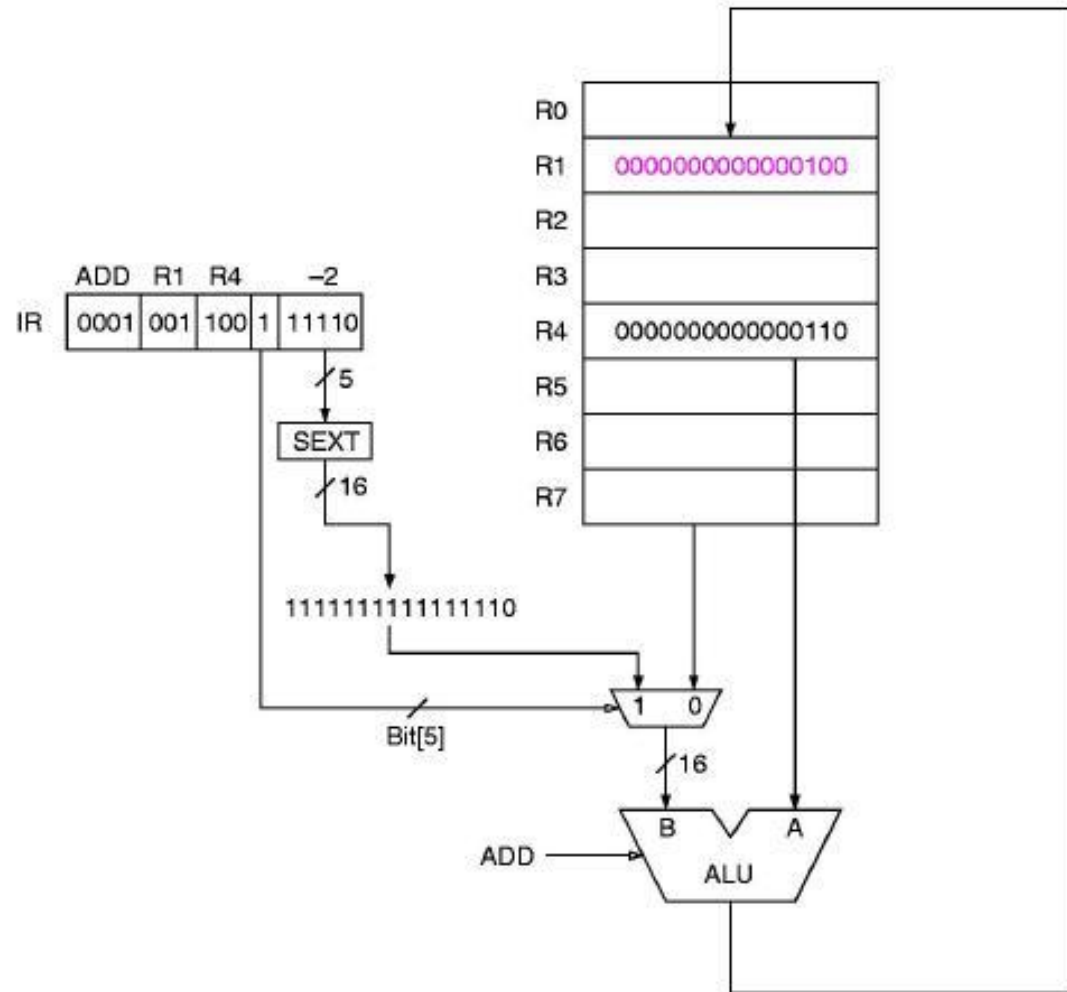 R0
R1 0000000000000100
R2
R3
ADD R1 R4 –2
IR 0001 001 100 1 11110
R4 0000000000000110
5
R5
SEXT
R6
16
R7
1111111111111110
1 0
Bit[5]
16
B A
ADD
ALU